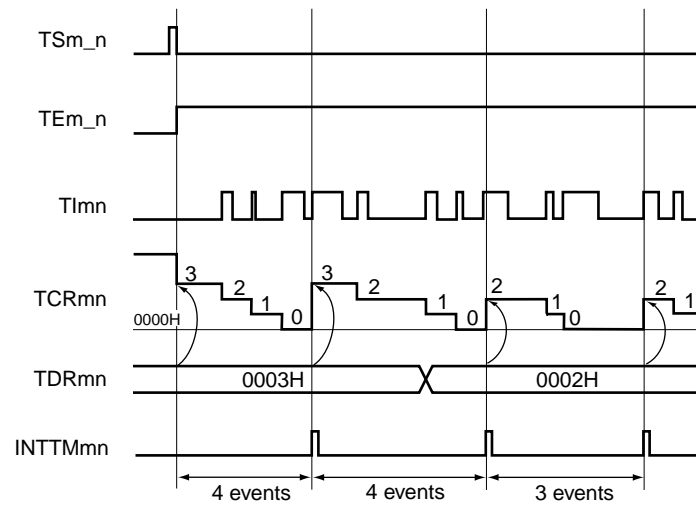 TSm_n
TEm_n
TImn
TCRmn
3
2
1
0
3
2
1
0
2
1
0
2
1
0000H
TDRmn
0003H
0002H
INTTMmn
4 events
4 events
3 events